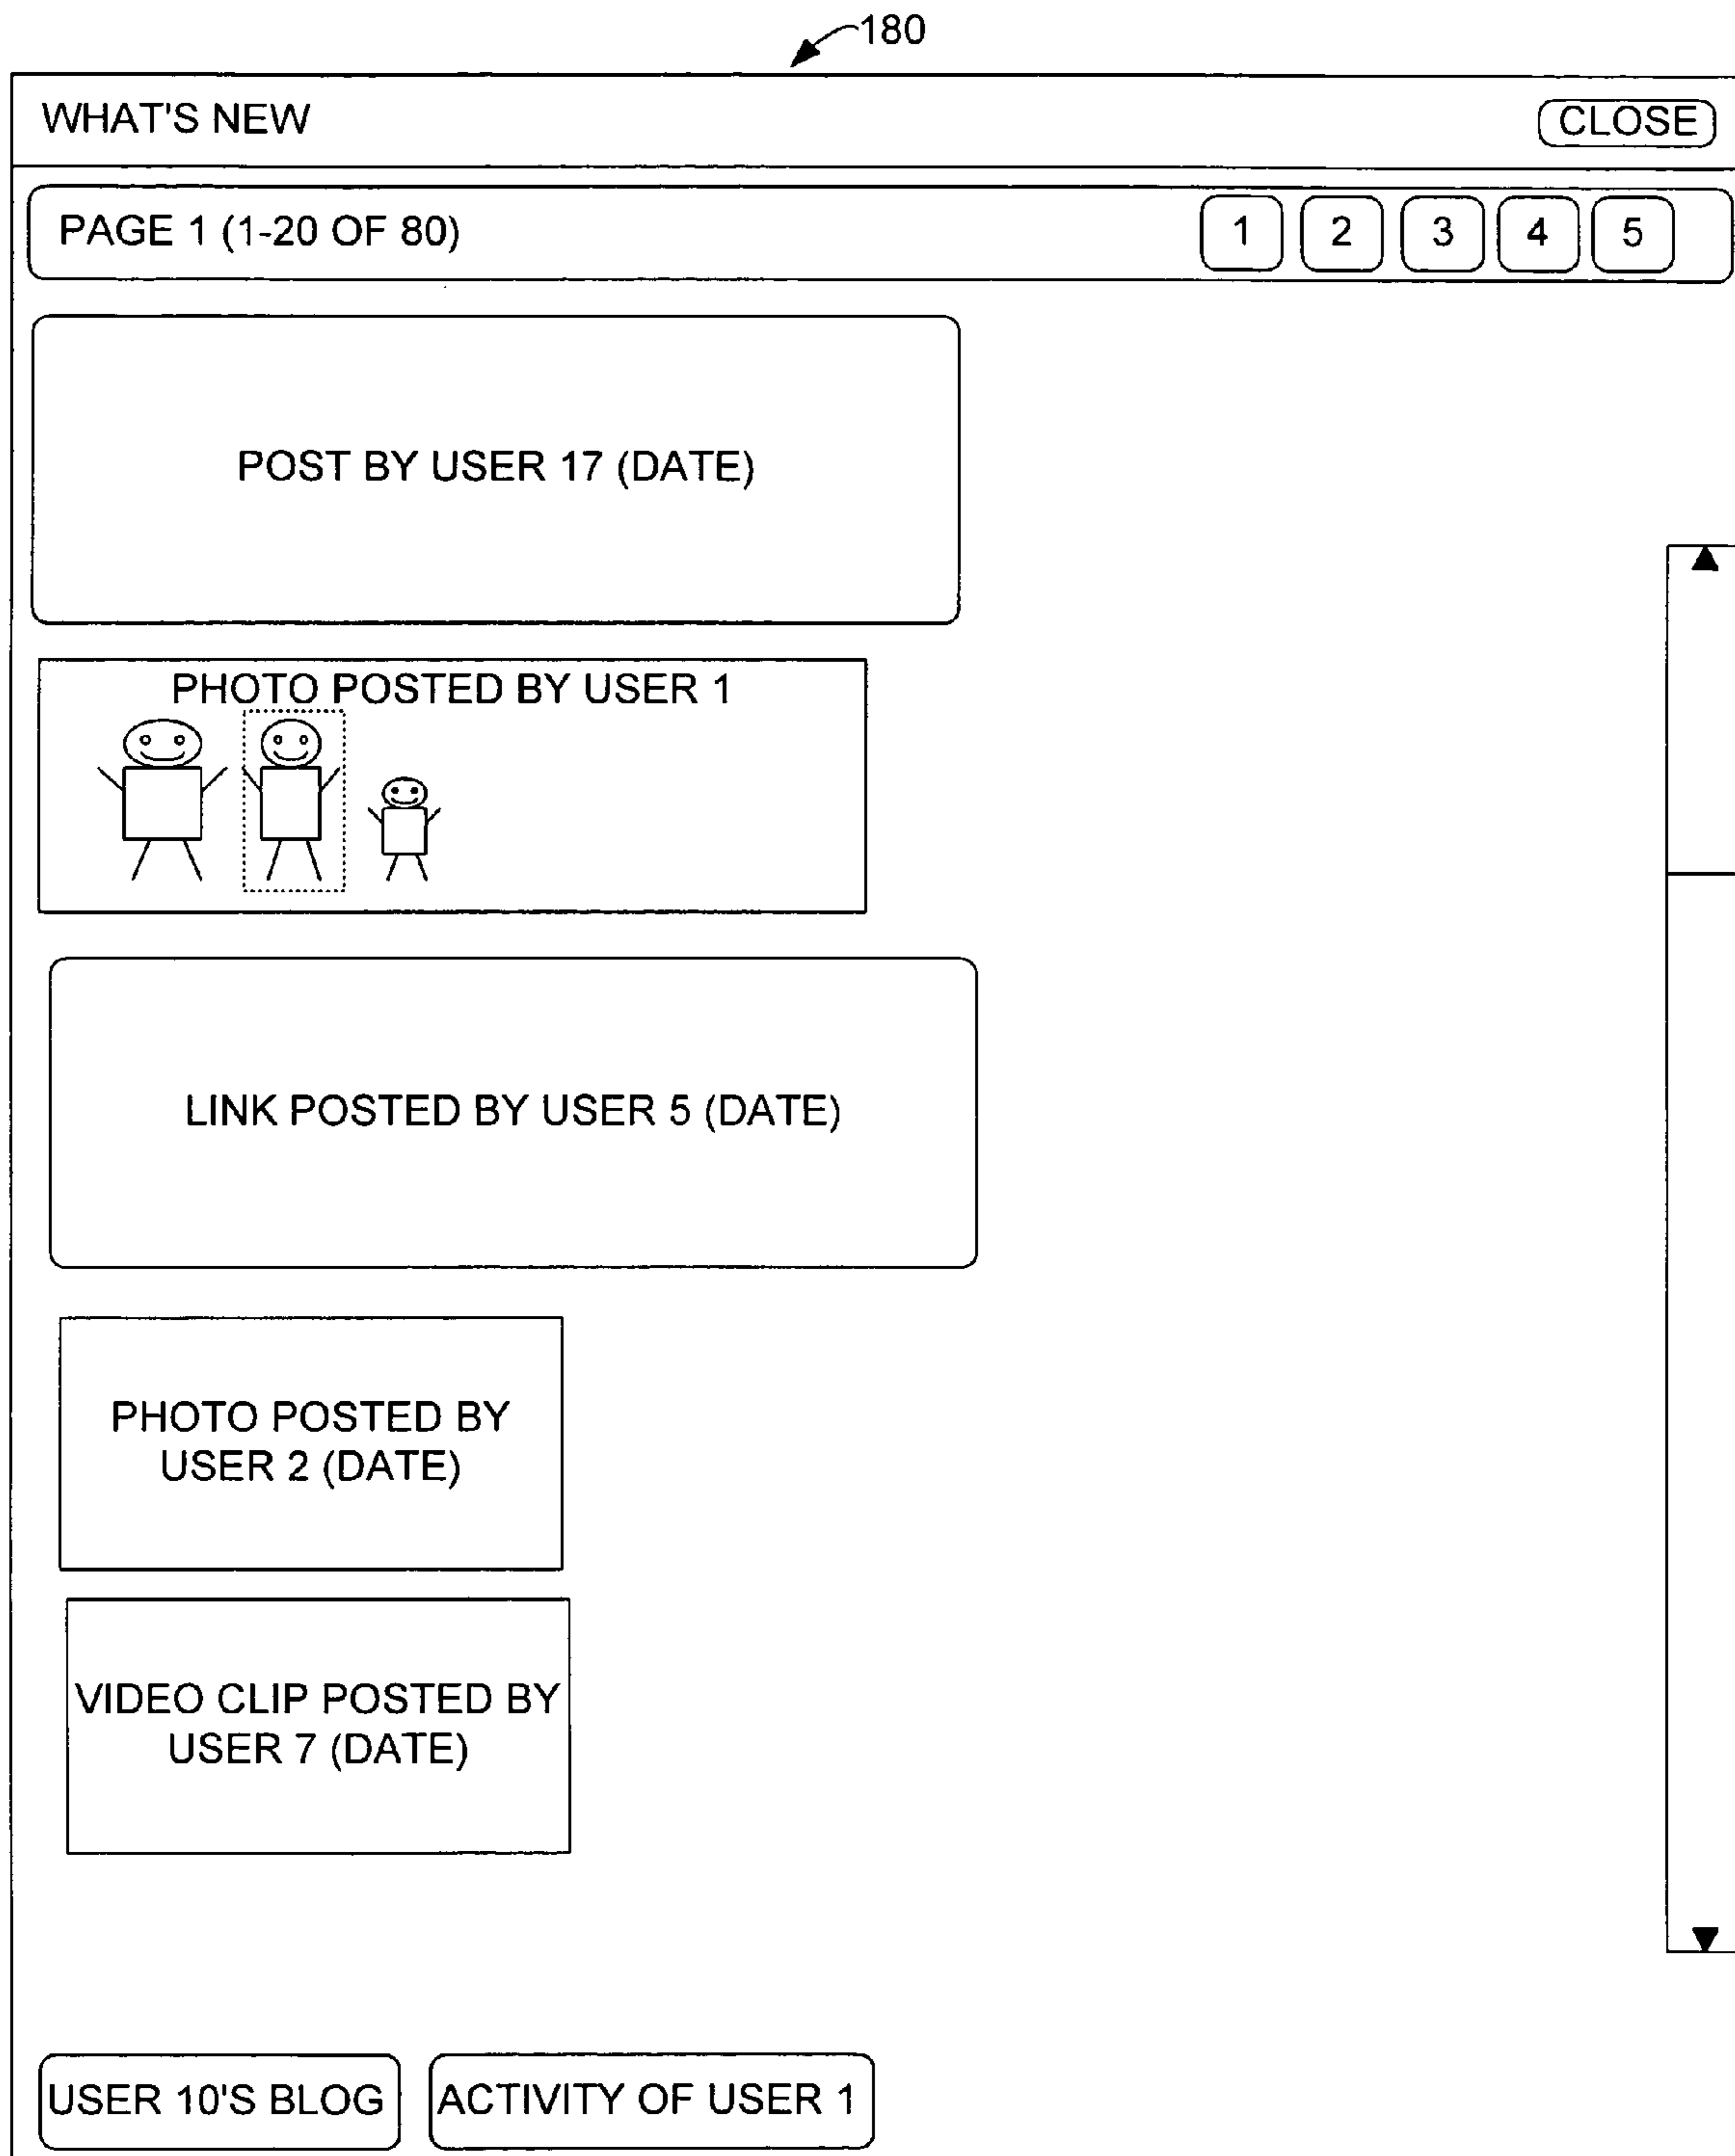 180
WHAT'S NEW
CLOSE
PAGE 1 (1-20 OF 80)
1 2 3 4 5
POST BY USER 17 (DATE)
PHOTO POSTED BY USER 1
LINK POSTED BY USER 5 (DATE)
PHOTO POSTED BY
USER 2 (DATE)
VIDEO CLIP POSTED BY
USER 7 (DATE)
USER 10'S BLOG
ACTIVITY OF USER 1